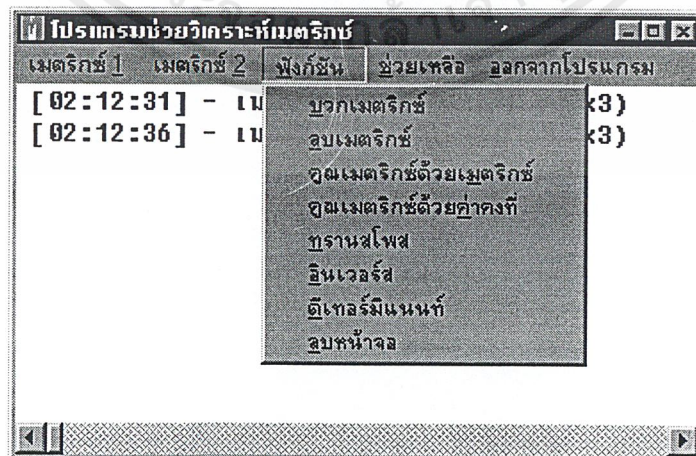 โปรแกรมช่วยวิเคราะห์เมตริกซ์
เมตริกซ์ 1 เมตริกซ์ 2 ฟังก์ชัน ช่วยเหลือ ออกจากโปรแกรม
[02:12:31] - เม x3)
[02:12:36] - เม x3)
บวกเมตริกซ์
ลบเมตริกซ์
คูณเมตริกซ์ด้วยเมตริกซ์
คูณเมตริกซ์ด้วยค่าคงที่
ทรานสโพส
อินเวอร์ส
ดีเทอร์มิแนนท์
ลบหน้าจอ